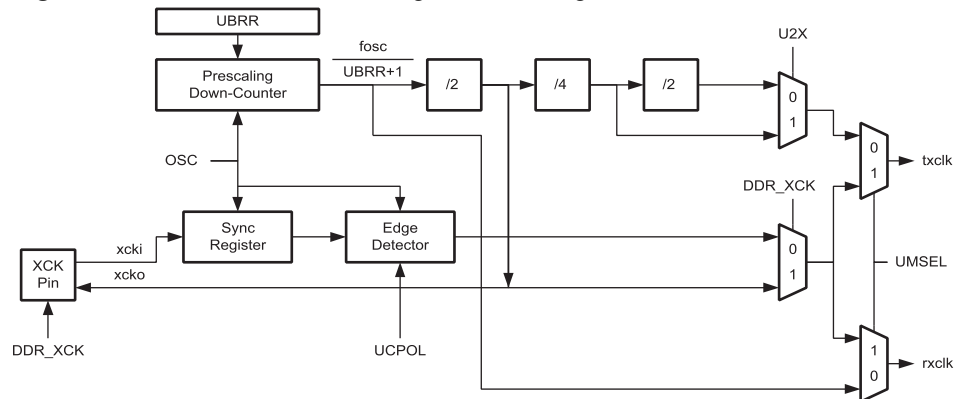 UBRR
fosc
UBRR+1
U2X
Prescaling
Down-Counter
/2
/4
/2
0
1
OSC
0
1
txclk
DDR_XCK
Sync
Register
Edge
Detector
xcki
0
1
XCK
Pin
xcko
UMSEL
DDR_XCK
UCPOL
1
0
rxclk